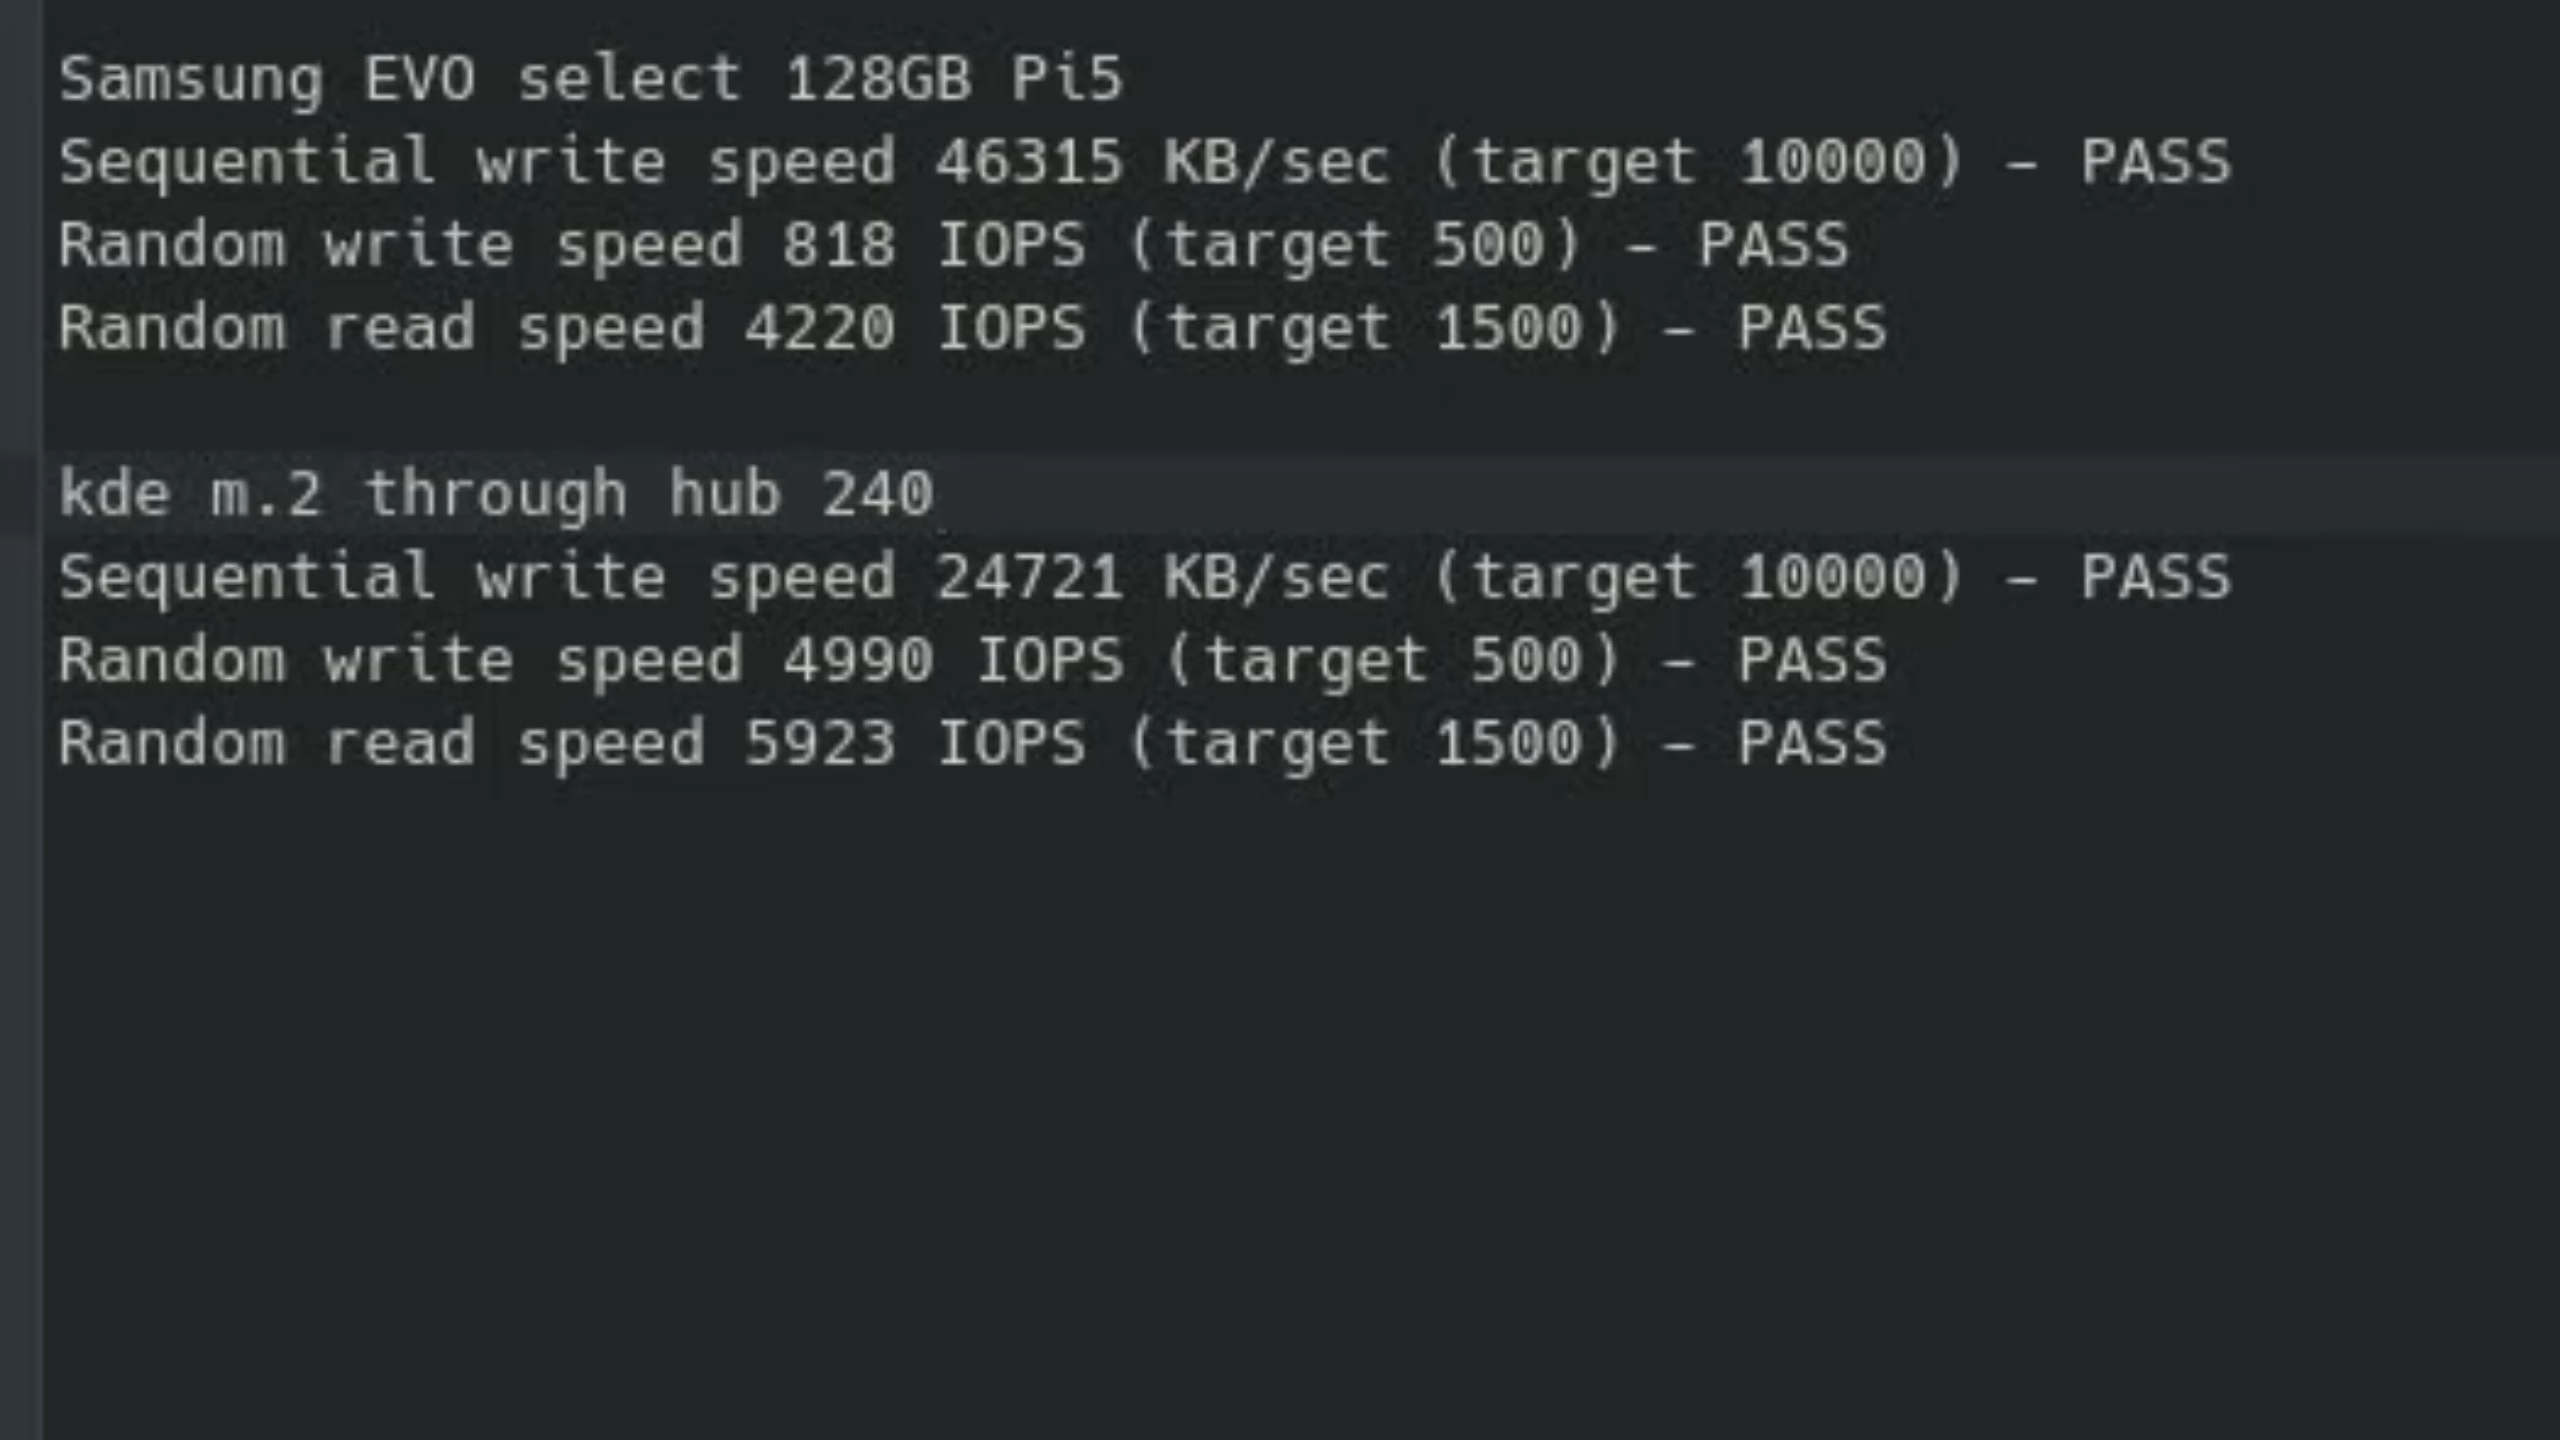 Samsung EVO select 128GB Pi5
Sequential write speed 46315 KB/sec (target 10000) - PASS
Random write speed 818 IOPS (target 500) - PASS
Random read speed 4220 IOPS (target 1500) - PASS
kde m.2 through hub 240
Sequential write speed 24721 KB/sec (target 10000) - PASS
Random write speed 4990 IOPS (target 500) - PASS
Random read speed 5923 IOPS (target 1500) - PASS